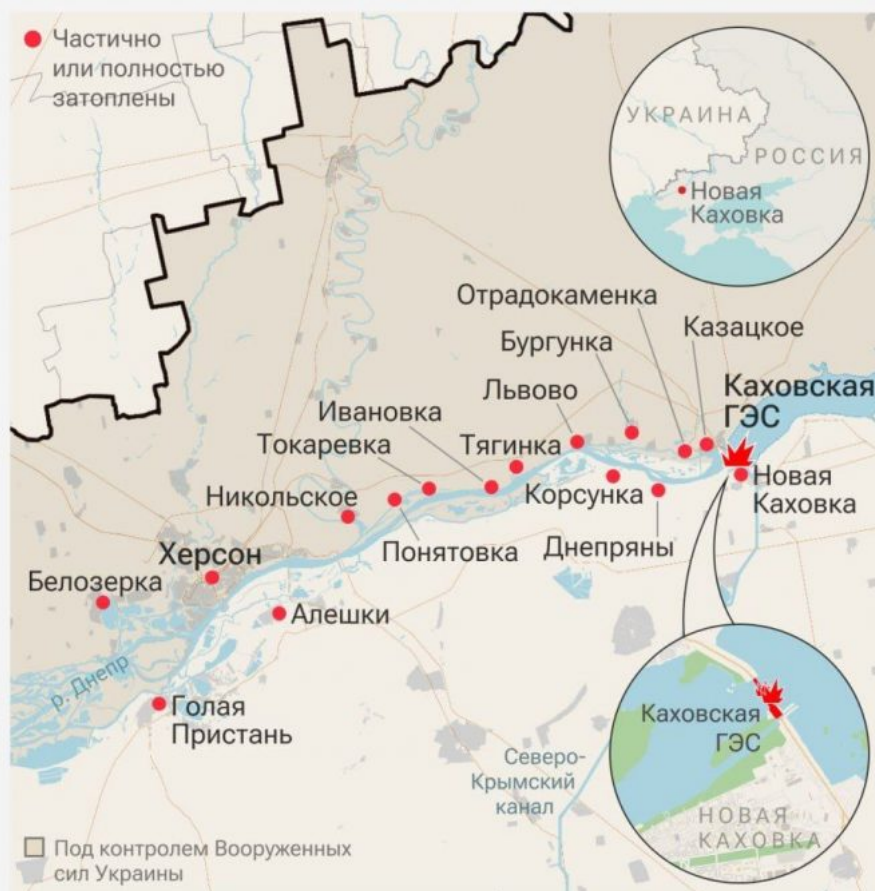 Частично
или полностью
затоплены
УКРАИНА
РОССИЯ
Новая
Каховка
Отрадокаменка
Казацкое
Бургунка
Каховская
ГЭС
Львово
Ивановка
Тягинка
Токаревка
Новая
Каховка
Никольское
Корсунка
Понятовка
Днепряны
Херсон
Белозерка
Алешки
р. Днепр
Голая
Пристань
Каховская
ГЭС
Северо-
Крымский
канал
НОВАЯ
КАХОВКА
Под контролем Вооруженных
сил Украины